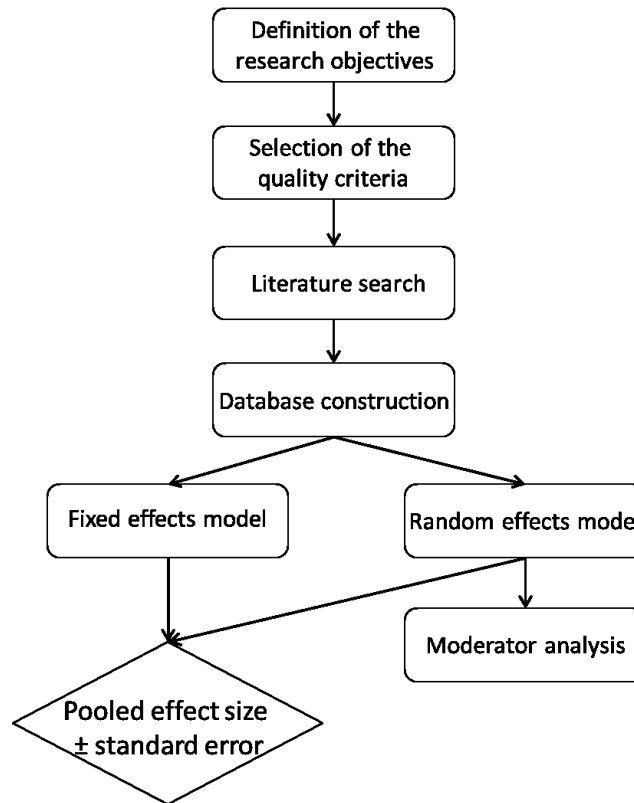 Definition of the
research objectives
Selection of the
quality criteria
Literature search
Database construction
Fixed effects model
Random effects mode
Moderator analysis
Pooled effect size
± standard error